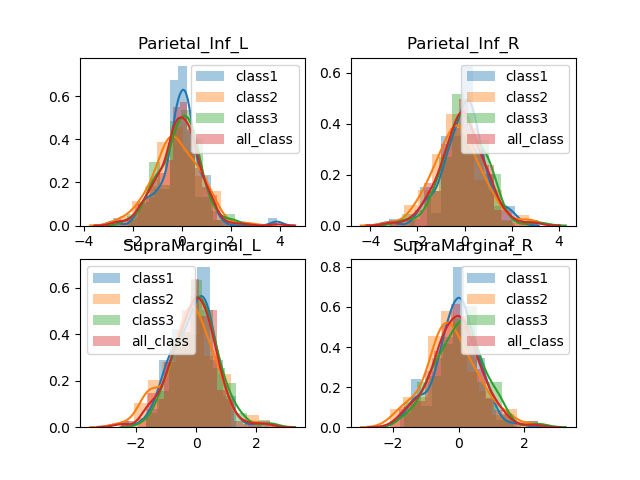 Parietal_Inf_L
Parietal_Inf_R
class1
class2
class3
all_class
0.6
0.4
0.2
0.0
−4
−2
0
2
4
class1
class2
class3
all_class
0.6
0.4
0.2
0.0
−4
−2
0
2
4
SupraMarginal_L
SupraMarginal_R
class1
class2
class3
all_class
0.6
0.4
0.2
0.0
−2
0
2
class1
class2
class3
all_class
0.8
0.6
0.4
0.2
0.0
−2
0
2